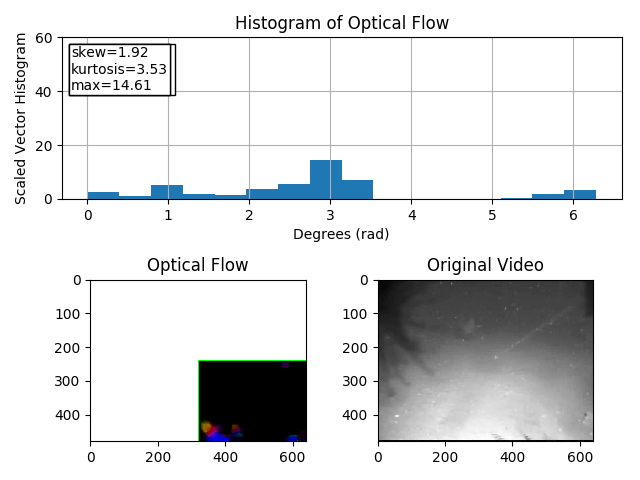 Histogram of Optical Flow
60
40
20
0
Scaled Vector Histogram
skew=1.92
kurtosis=3.53
max=14.61
0 1 2 3 4 5 6
Degrees (rad)
Optical Flow
0
100
200
300
400
0 200 400 600
Original Video
0
100
200
300
400
0 200 400 600